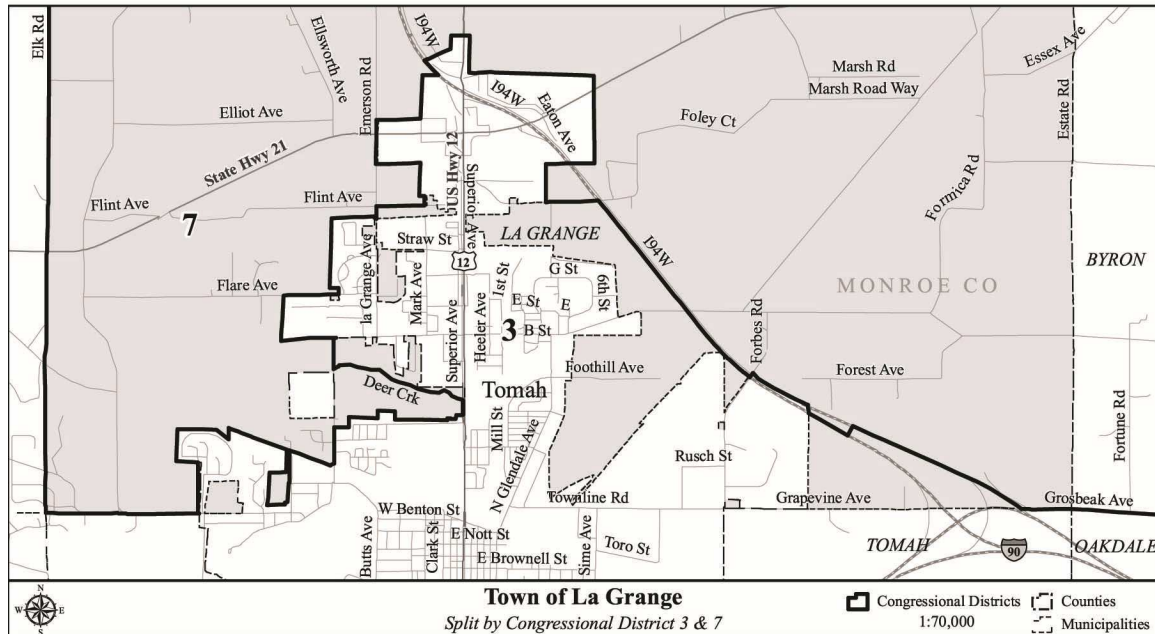 Elk Rd
Ellsworth Ave
Emerson Rd
I94W
I94W
Eaton Ave
Essex Ave
Marsh Rd
Marsh Road Way
Estate Rd
Elliot Ave
Foley Ct
State Hwy 21
US Hwy 12
Superior Ave
Formica Rd
Flint Ave
Flint Ave
7
LA GRANGE
Straw St
12
I94W
BYRON
la Grange Ave
Mark Ave
1st St
G St
6th St
Flare Ave
MONROE CO
E St
E
Superior Ave
Heeler Ave
3
B St
Forbes Rd
Deer Crk
Tomah
Foothill Ave
Forest Ave
Mill St
N Glendale Ave
Fortune Rd
Rusch St
Townline Rd
Grapevine Ave
Grosbeak Ave
W Benton St
Butts Ave
Clark St
E Nott St
Sime Ave
Toro St
E Brownell St
TOMAH
90
OAKDALE
N
W
E
S
Town of La Grange
Split by Congressional District 3 & 7
Congressional Districts
1:70,000
Counties
Municipalities